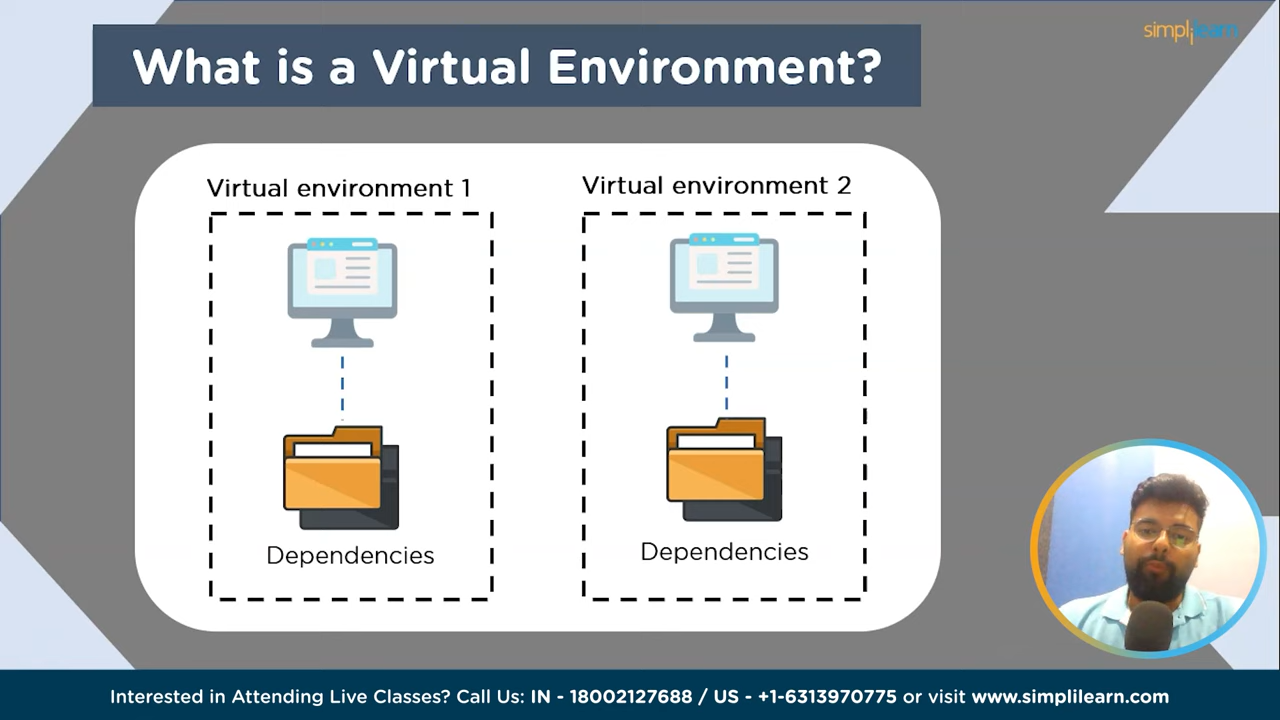 simplilearn
What is a Virtual Environment?
Virtual environment 1
Virtual environment 2
Dependencies
Dependencies
Interested in Attending Live Classes? Call Us: IN - 18002127688 / US - +1-6313970775 or visit www.simplilearn.com